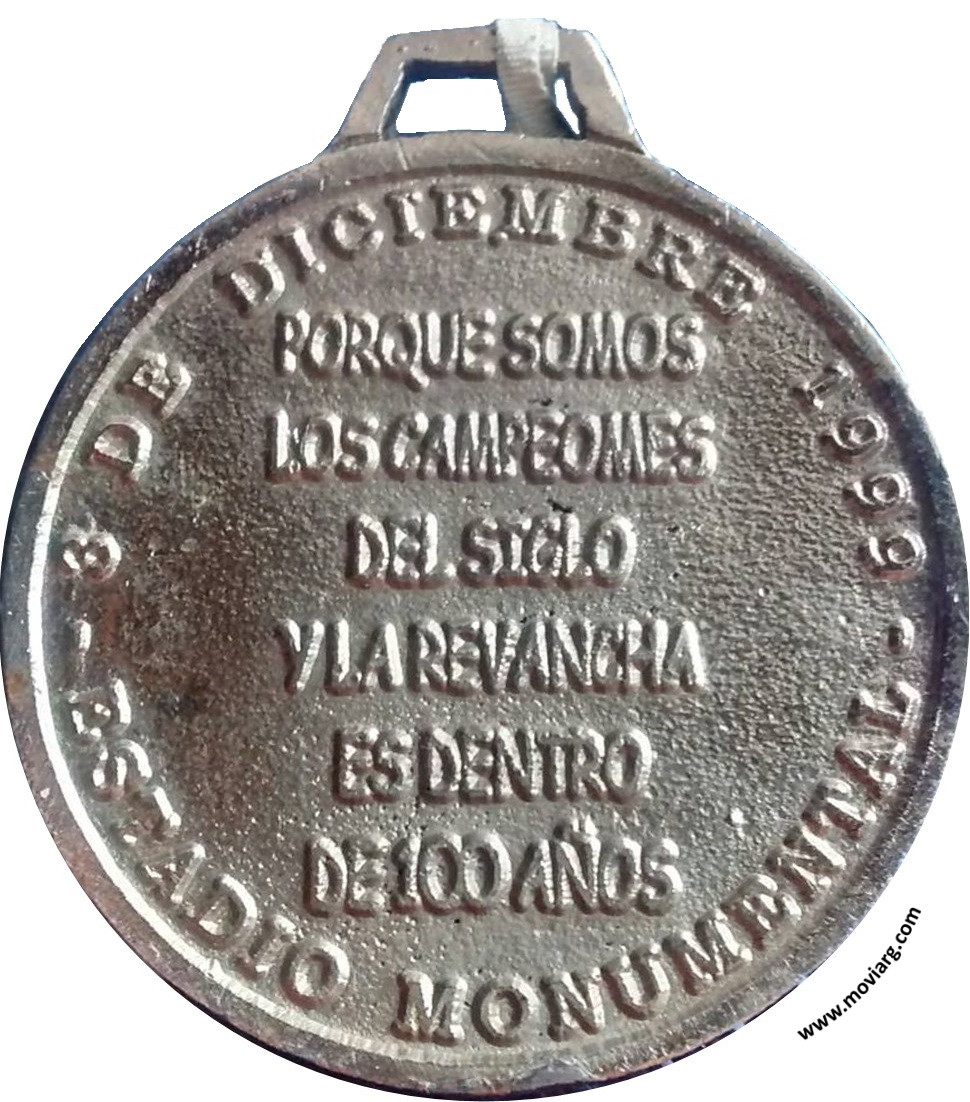 8 DE DICIEMBRE 1999
PORQUE SOMOS
LOS CAMPEOMES
DEL SIGLO
Y LA REVANCHA
ES DENTRO
DE 100 AÑOS
- ESTADIO MONUMENTAL -
www.moviarg.com